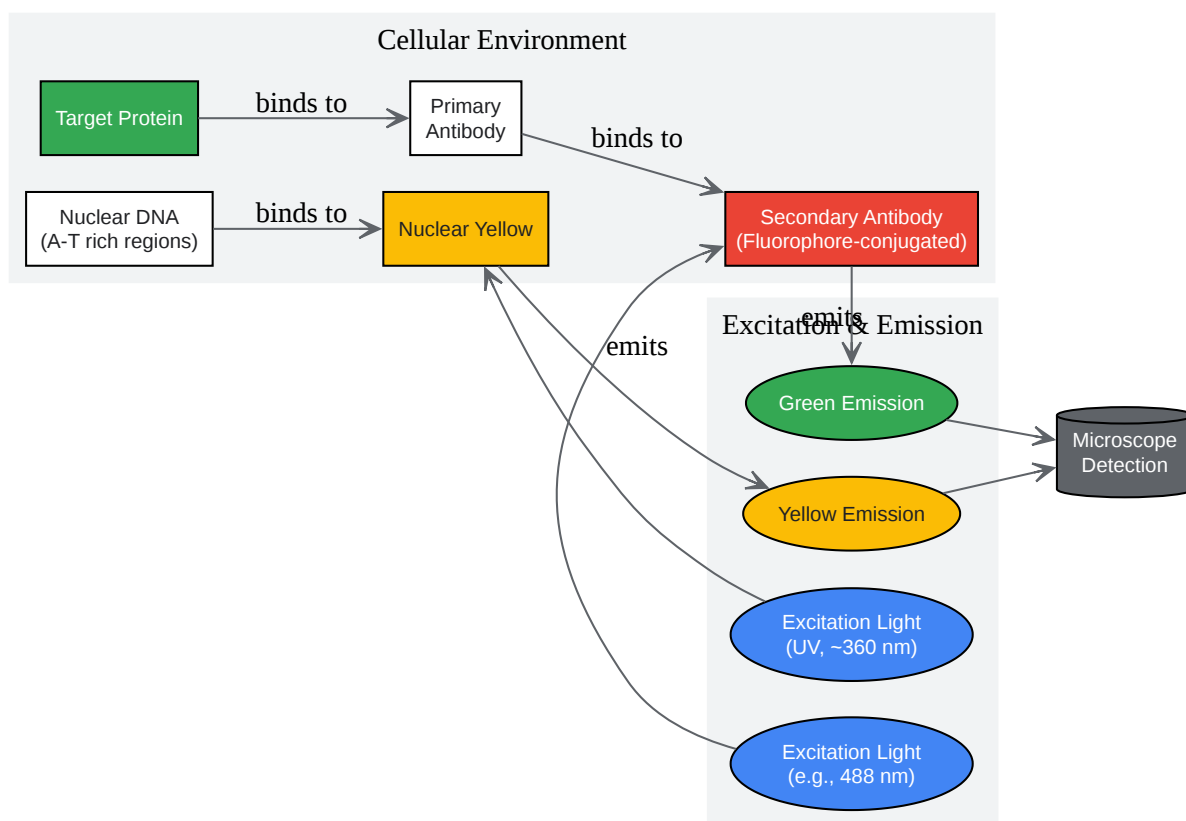 Cellular Environment
Target Protein
binds to
Primary
Antibody
binds to
Nuclear DNA
(A-T rich regions)
binds to
Nuclear Yellow
Secondary Antibody
(Fluorophore-conjugated)
emits
Excitation & Emission
emits
Green Emission
Microscope
Detection
Yellow Emission
Excitation Light
(UV, ~360 nm)
Excitation Light
(e.g., 488 nm)